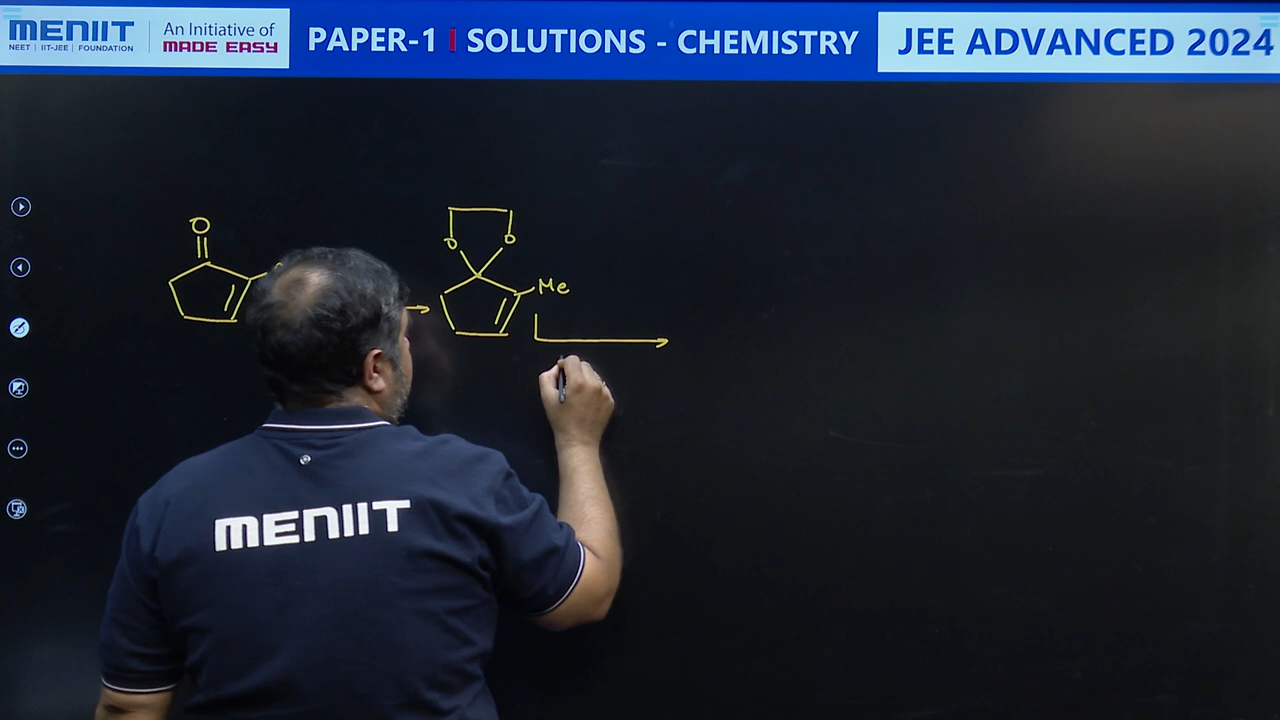 MENIIT
NEET | IIT-JEE | FOUNDATION
An Initiative of
MADE EASY
PAPER-1 | SOLUTIONS - CHEMISTRY
JEE ADVANCED 2024
O
O O
Me
MENIIT